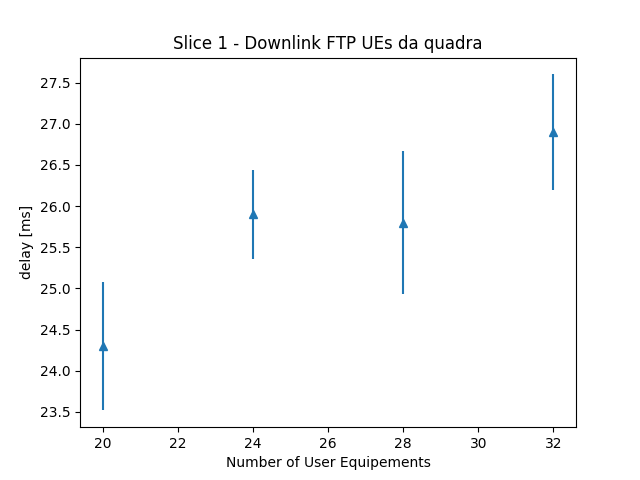 Slice 1 - Downlink FTP UEs da quadra
27.5
27.0
26.5
26.0
25.5
25.0
24.5
24.0
23.5
delay [ms]
20 22 24 26 28 30 32
Number of User Equipements